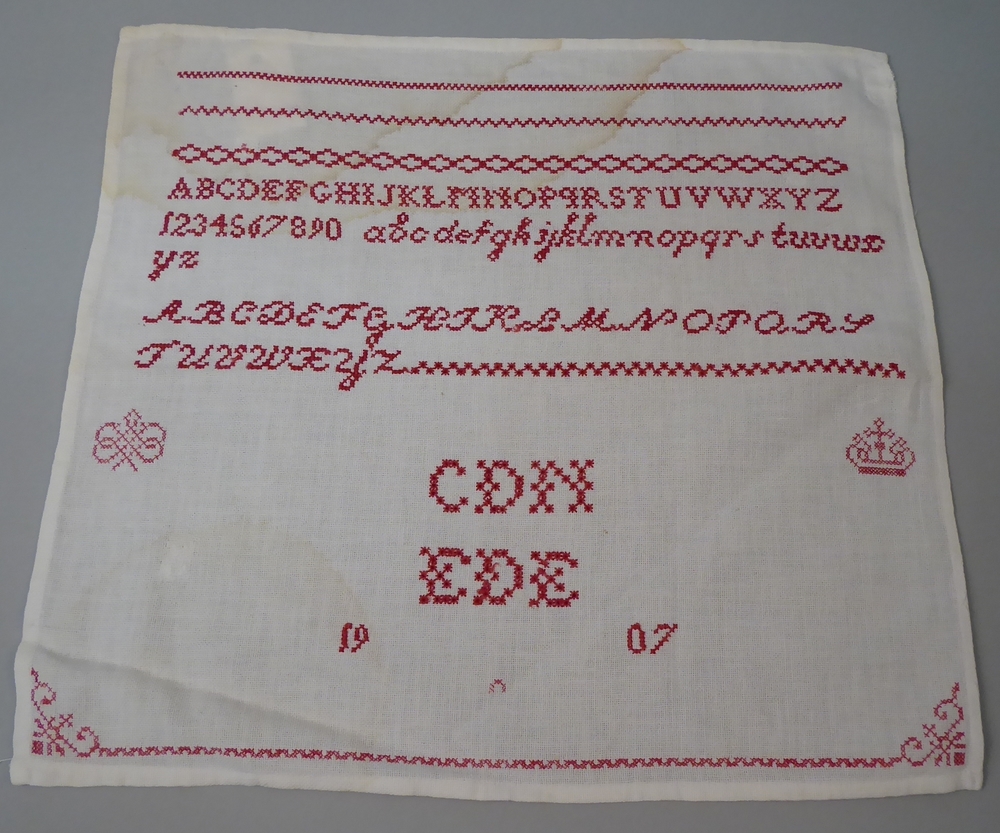 ABCDEFGHIJKLMNOPQRSTUVWXYZ
1234567890 abcdefghijklmnopqrstuvwx
yz
ABCDEFGHIJKLMNOPQRS
TUVWXYZ
CDN
EDE
19 07